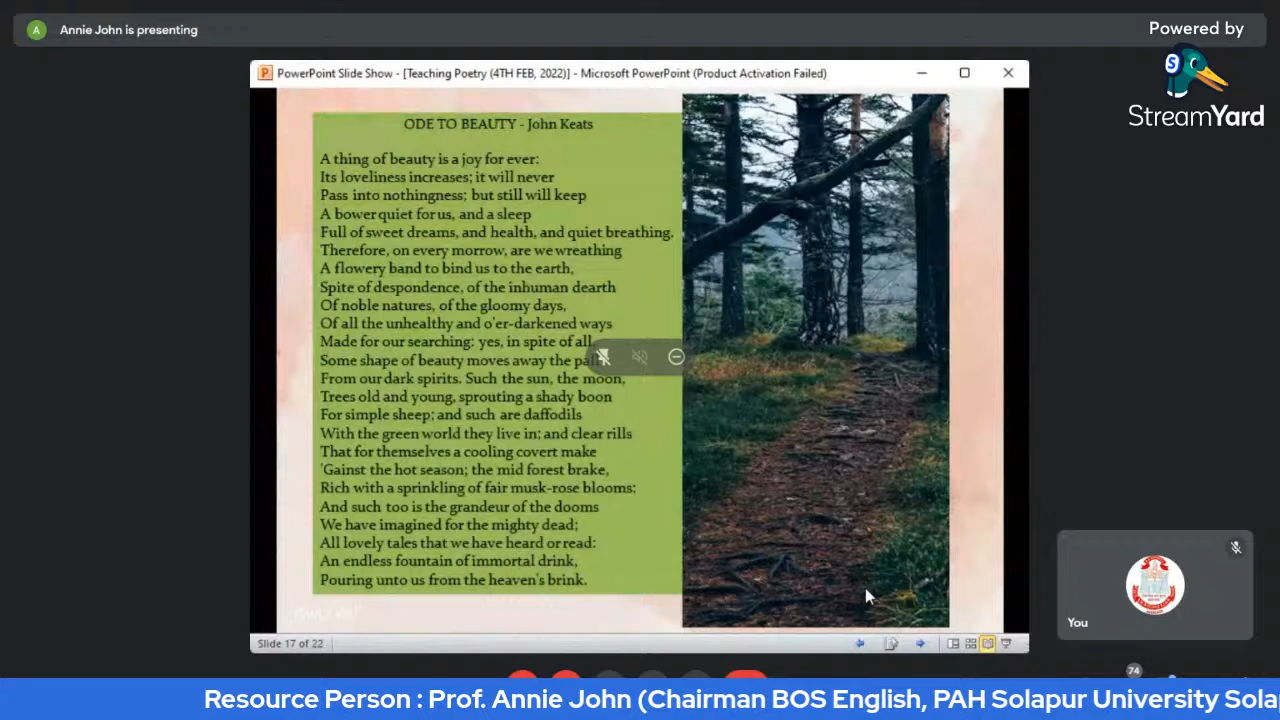 A Annie John is presenting
Powered by
StreamYard
PowerPoint Slide Show - [Teaching Poetry (4TH FEB, 2022)] - Microsoft PowerPoint (Product Activation Failed)
ODE TO BEAUTY - John Keats
A thing of beauty is a joy for ever:
Its loveliness increases; it will never
Pass into nothingness; but still will keep
A bower quiet for us, and a sleep
Full of sweet dreams, and health, and quiet breathing.
Therefore, on every morrow, are we wreathing
A flowery band to bind us to the earth,
Spite of despondence, of the inhuman dearth
Of noble natures, of the gloomy days,
Of all the unhealthy and o'er-darkened ways
Made for our searching: yes, in spite of all,
Some shape of beauty moves away the pall
From our dark spirits. Such the sun, the moon,
Trees old and young, sprouting a shady boon
For simple sheep; and such are daffodils
With the green world they live in; and clear rills
That for themselves a cooling covert make
'Gainst the hot season; the mid forest brake,
Rich with a sprinkling of fair musk-rose blooms:
And such too is the grandeur of the dooms
We have imagined for the mighty dead;
All lovely tales that we have heard or read:
An endless fountain of immortal drink,
Pouring unto us from the heaven's brink.
You
Slide 17 of 22
74
Resource Person : Prof. Annie John (Chairman BOS English, PAH Solapur University Sola